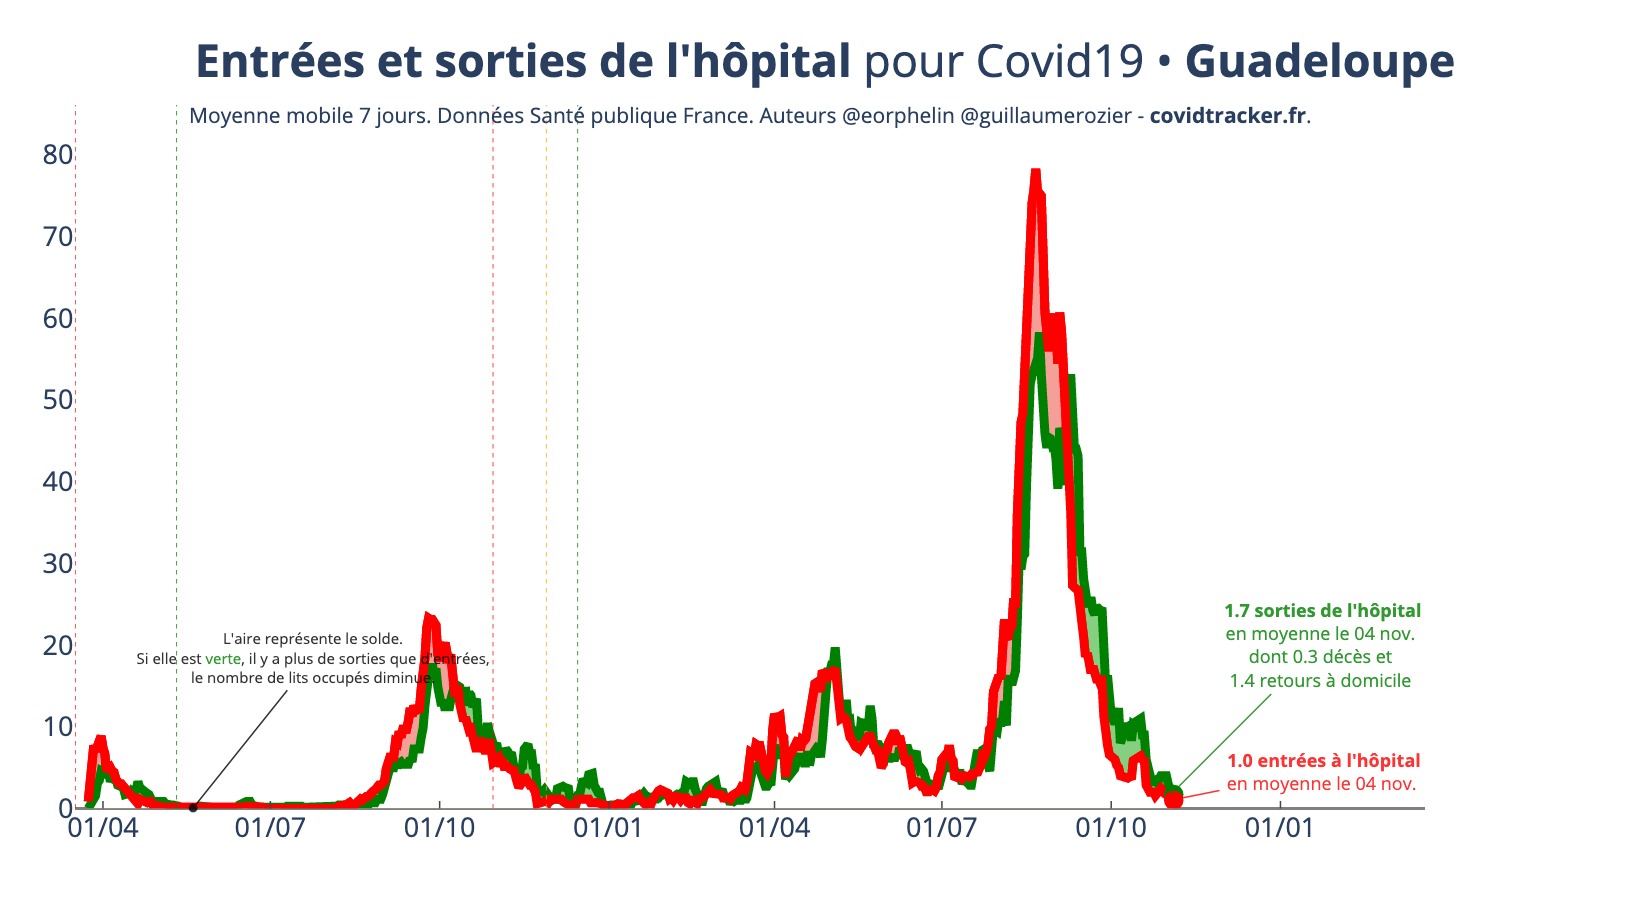 Entrées et sorties de l'hôpital pour Covid19 • Guadeloupe
Moyenne mobile 7 jours. Données Santé publique France. Auteurs @eorphelin @guillaumerozier - covidtracker.fr.
80
70
60
50
40
30
20
10
0
L'aire représente le solde.
Si elle est verte, il y a plus de sorties que d'entrées,
le nombre de lits occupés diminue.
1.7 sorties de l'hôpital
en moyenne le 04 nov.
dont 0.3 décès et
1.4 retours à domicile
1.0 entrées à l'hôpital
en moyenne le 04 nov.
01/04 01/07 01/10 01/01 01/04 01/07 01/10 01/01